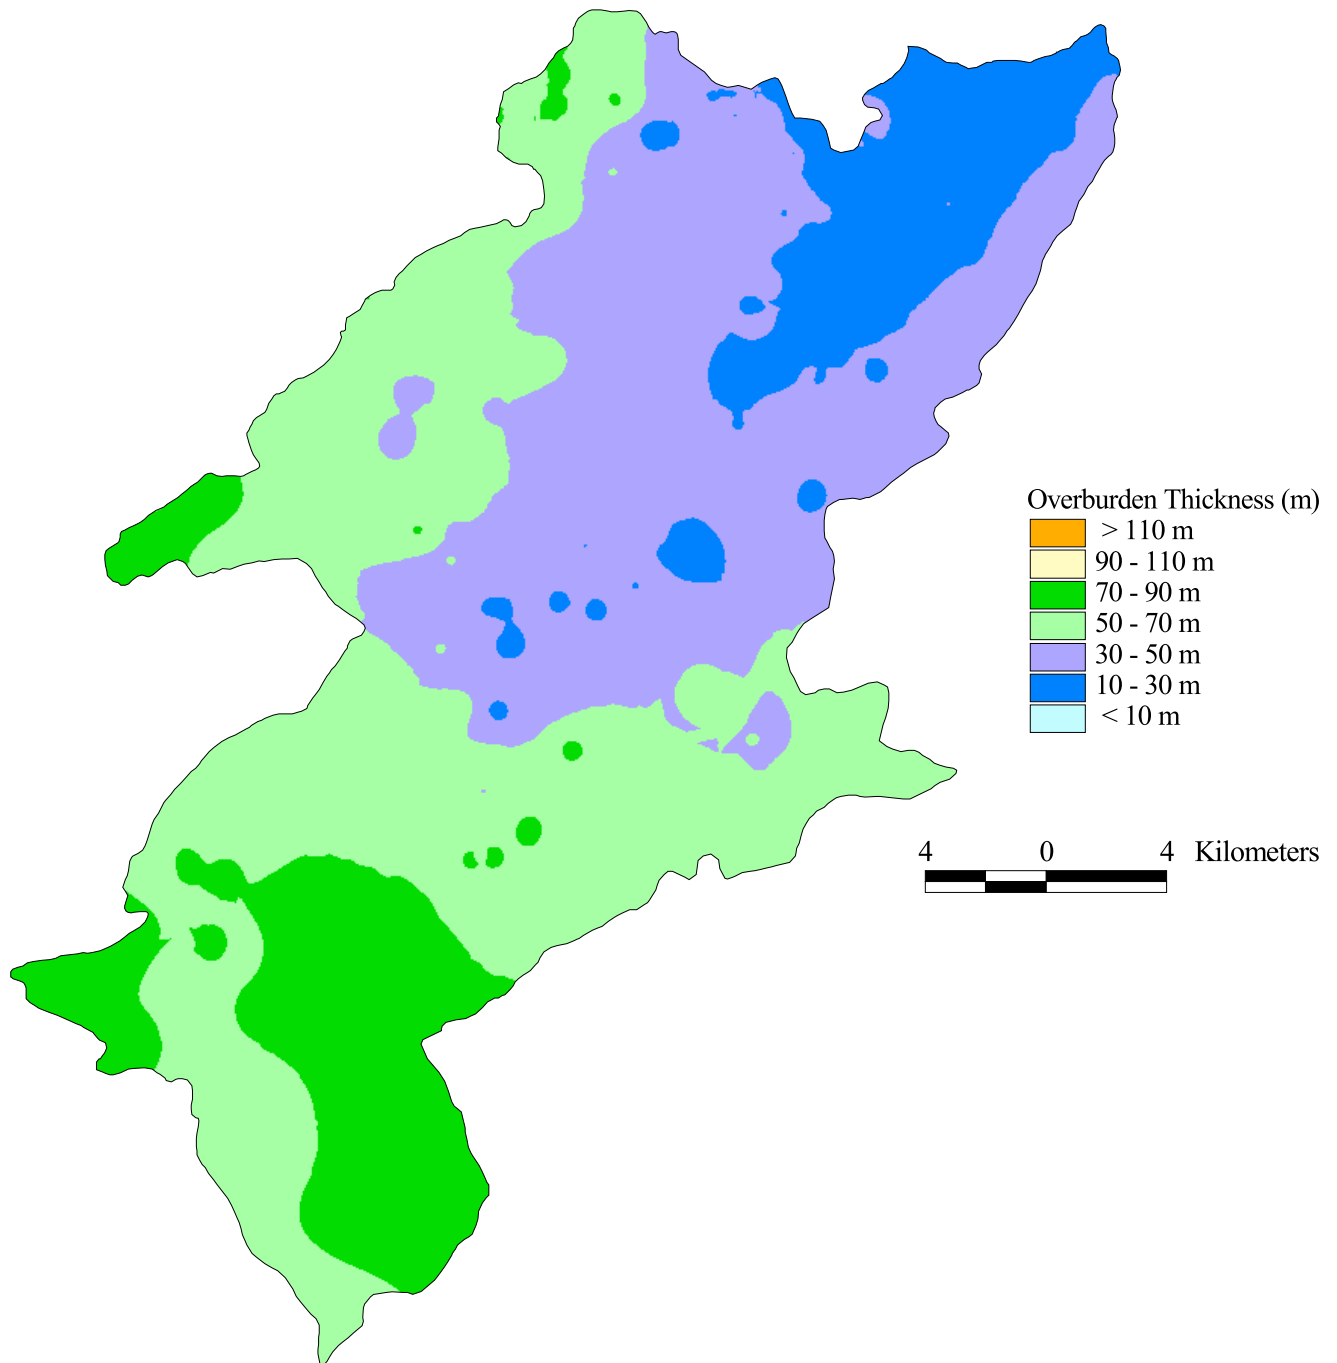 Overburden Thickness (m)
> 110 m
90 - 110 m
70 - 90 m
50 - 70 m
30 - 50 m
10 - 30 m
< 10 m
4 0 4 Kilometers